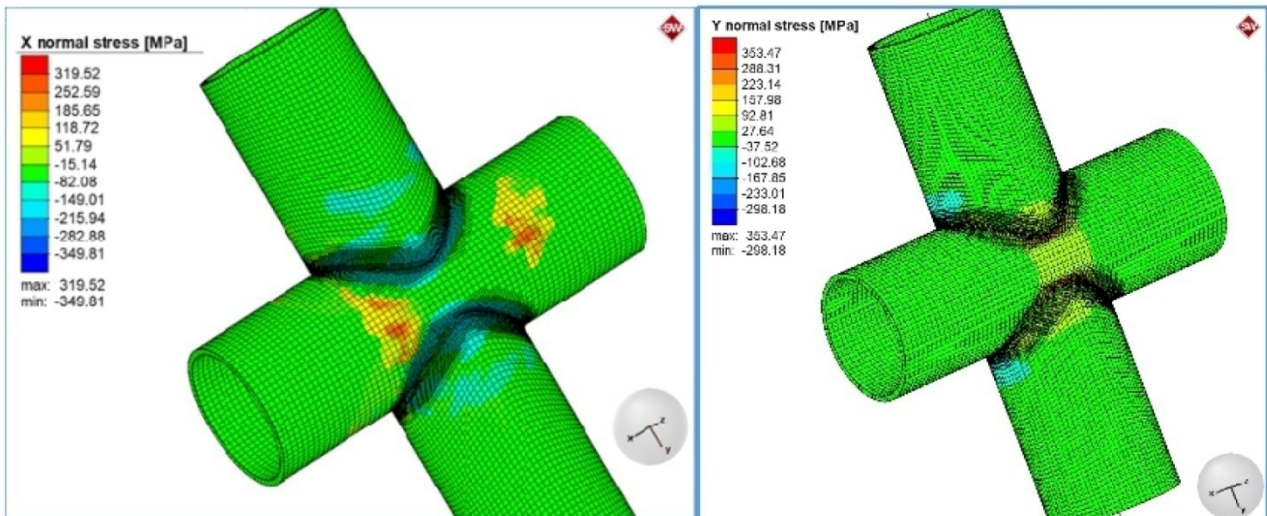 X normal stress [MPa]
319.52
252.59
185.65
118.72
51.79
-15.14
-82.08
-149.01
-215.94
-282.88
-349.81
max: 319.52
min: -349.81
SW
x
z
y
Y normal stress [MPa]
353.47
288.31
223.14
157.98
92.81
27.64
-37.52
-102.68
-167.85
-233.01
-298.18
max: 353.47
min: -298.18
SW
x
z
y